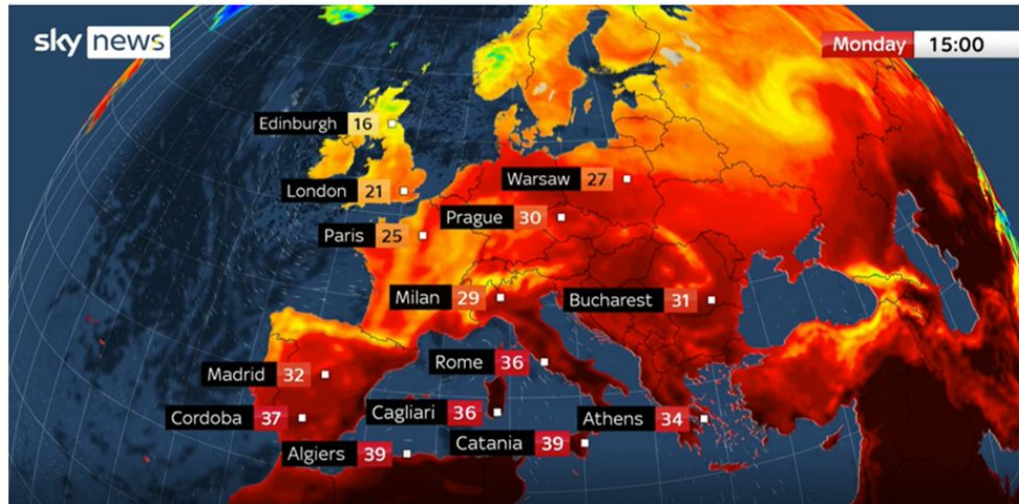 sky news
Monday 15:00
Edinburgh 16
London 21
Warsaw 27
Prague 30
Paris 25
Milan 29
Bucharest 31
Rome 36
Madrid 32
Cordoba 37
Cagliari 36
Athens 34
Catania 39
Algiers 39